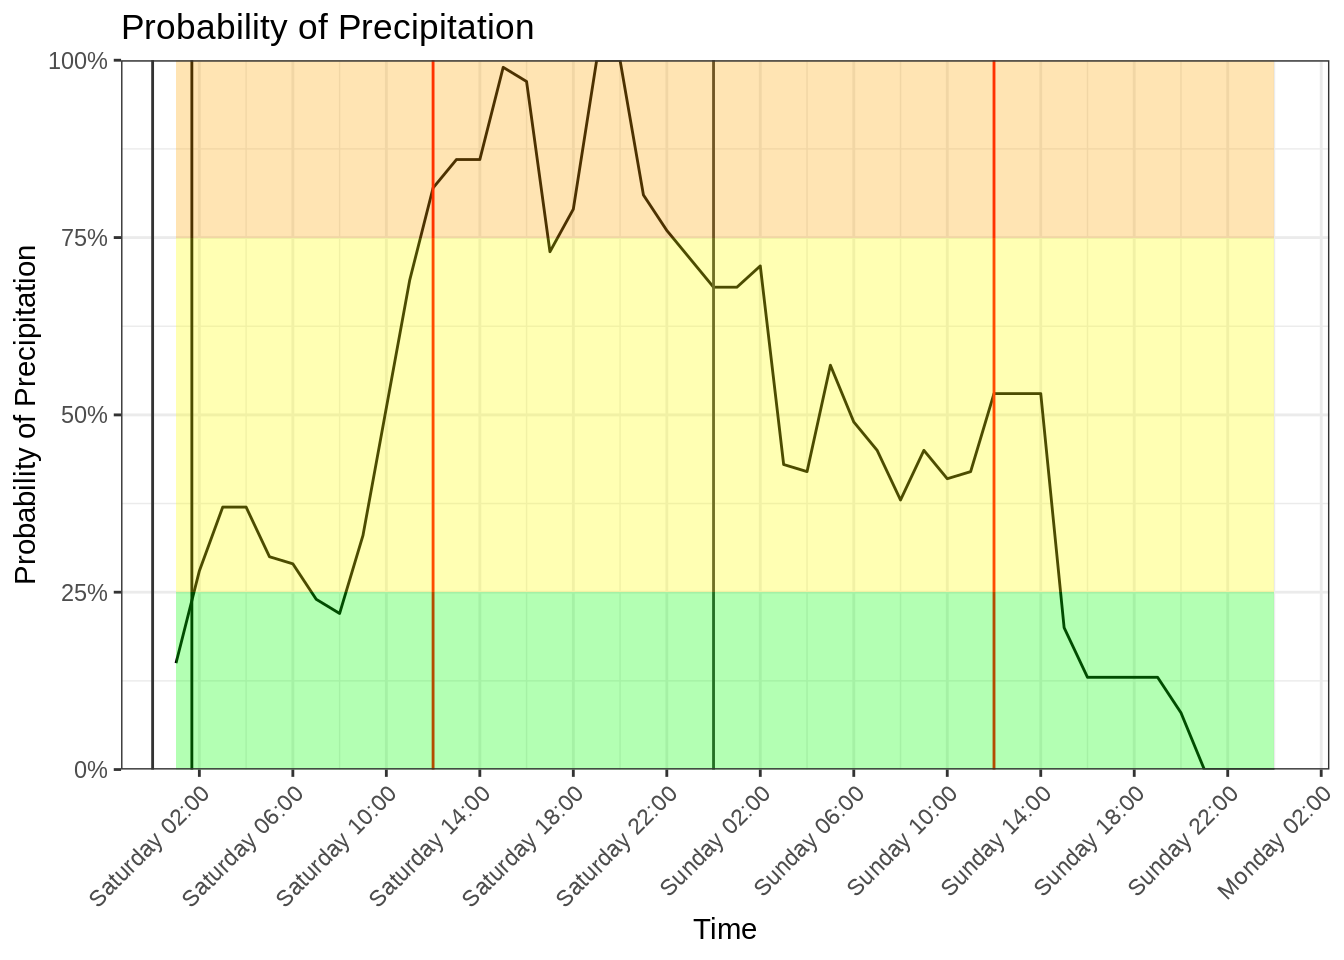 Probability of Precipitation
Probability of Precipitation
100%
75%
50%
25%
0%
Saturday 02:00
Saturday 06:00
Saturday 10:00
Saturday 14:00
Saturday 18:00
Saturday 22:00
Sunday 02:00
Sunday 06:00
Sunday 10:00
Sunday 14:00
Sunday 18:00
Sunday 22:00
Monday 02:00
Time